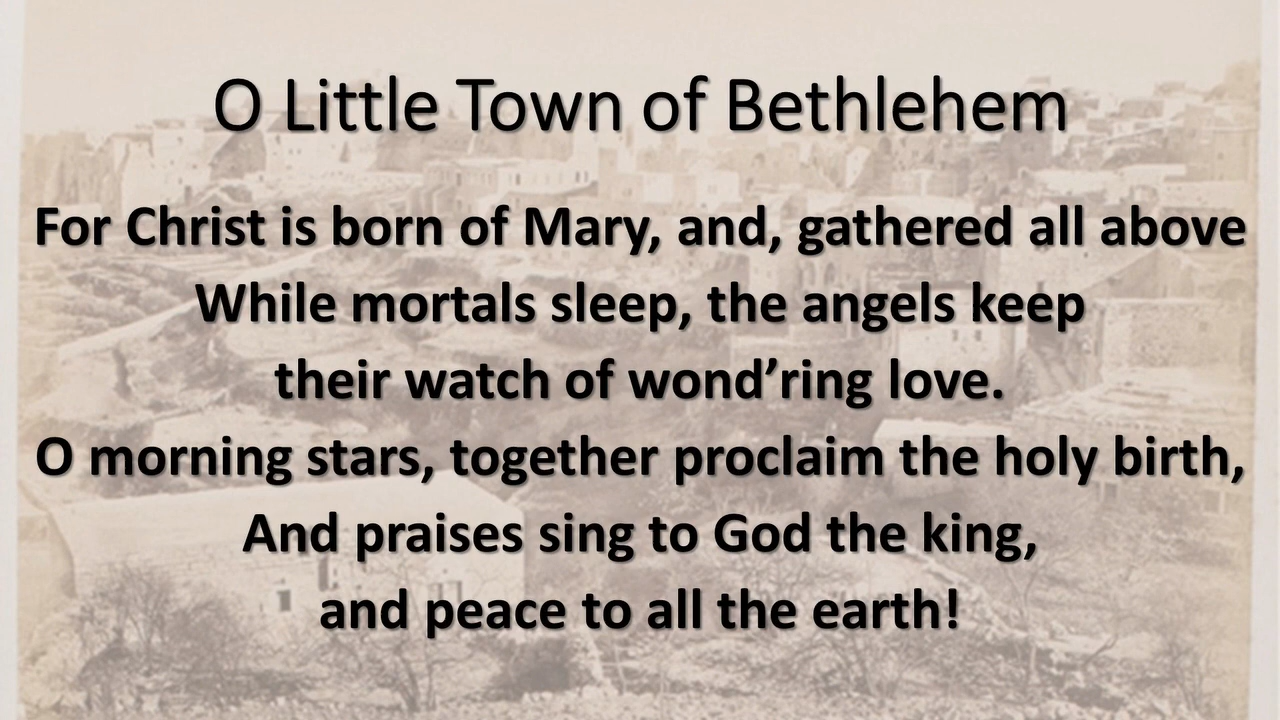 O Little Town of Bethlehem
For Christ is born of Mary, and, gathered all above
While mortals sleep, the angels keep
their watch of wond’ring love.
O morning stars, together proclaim the holy birth,
And praises sing to God the king,
and peace to all the earth!